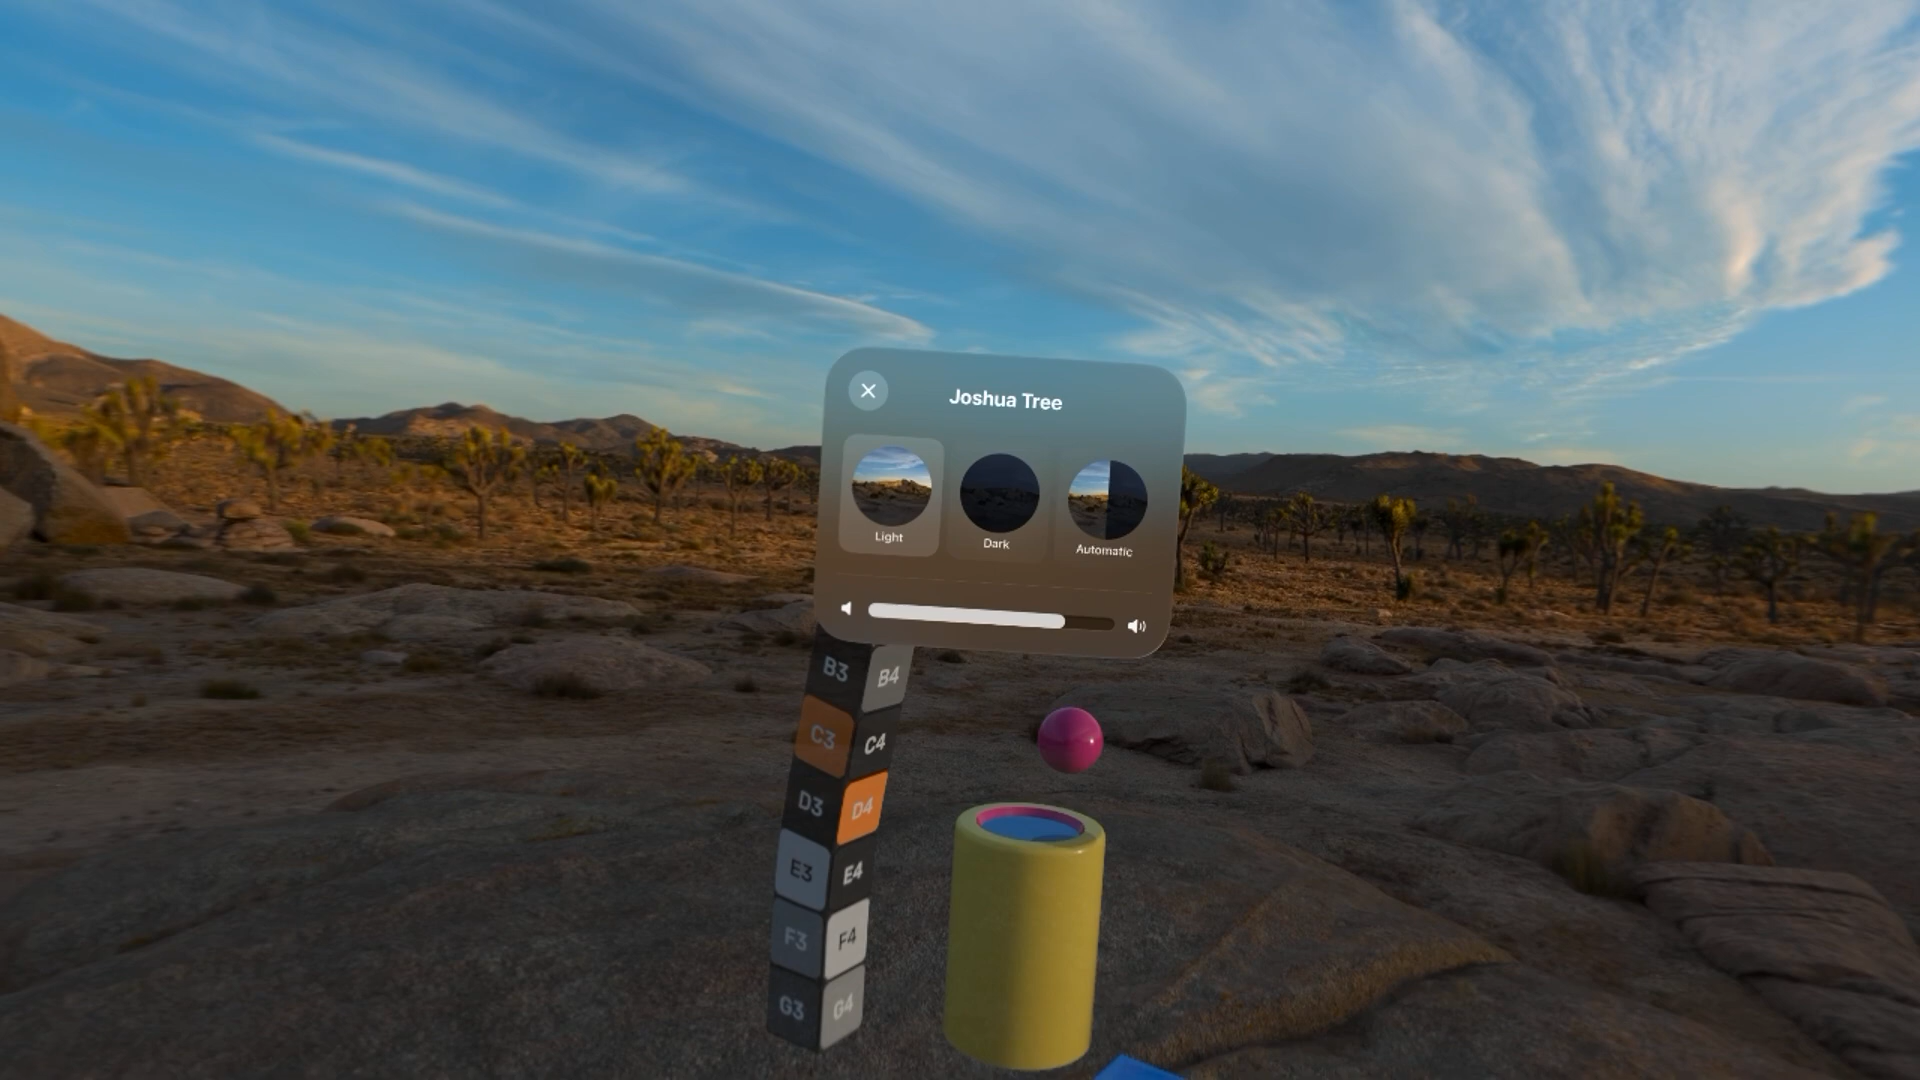 Joshua Tree
Light Dark Automatic
B3 B4
C3 C4
D3 D4
E3 E4
F3 F4
G3 G4